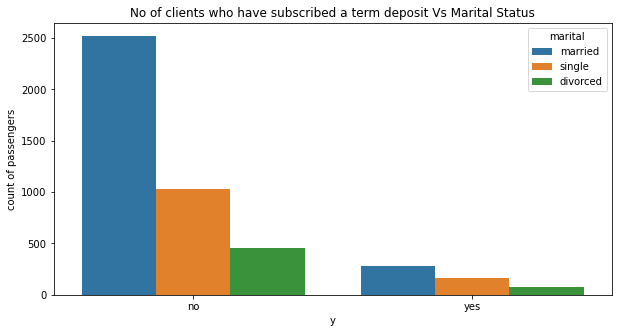 No of clients who have subscribed a term deposit Vs Marital Status
marital
married
single
divorced
count of passengers
2500
2000
1500
1000
500
0
no
yes
y